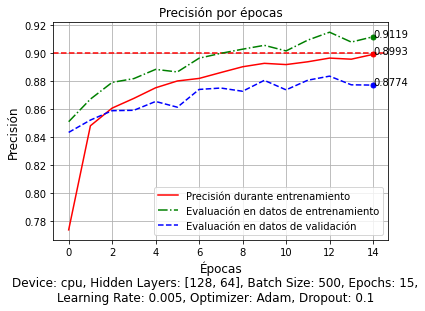 Precisión por épocas
0.92
0.90
0.88
0.86
0.84
0.82
0.80
0.78
Precisión
0.9119
0.8993
0.8774
Precisión durante entrenamiento
Evaluación en datos de entrenamiento
Evaluación en datos de validación
0 2 4 6 8 10 12 14
Épocas
Device: cpu, Hidden Layers: [128, 64], Batch Size: 500, Epochs: 15,
Learning Rate: 0.005, Optimizer: Adam, Dropout: 0.1